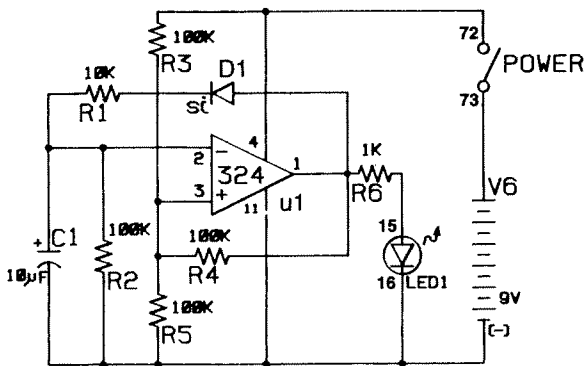 100K
R3
10K
R1
D1
si
72
POWER
73
4
2
-
324
1
3
+
11
u1
1K
R6
V6
9V
(-)
15
16
LED1
+
C1
10µF
100K
R2
100K
R4
100K
R5